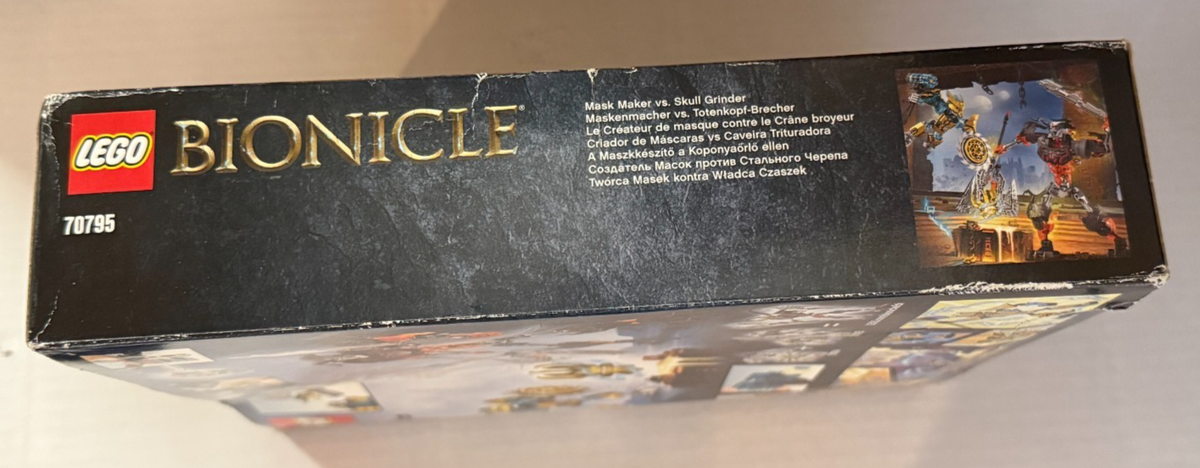 LEGO
BIONICLE®
70795
Mask Maker vs. Skull Grinder
Maskenmacher vs. Totenkopf-Brecher
Le Créateur de masque contre le Crâne broyeur
Criador de Máscaras vs Caveira Trituradora
A Maszkkészítő a Koponyaőrlő ellen
Создатель Масок против Стального Черепа
Twórca Masek kontra Władca Czaszek